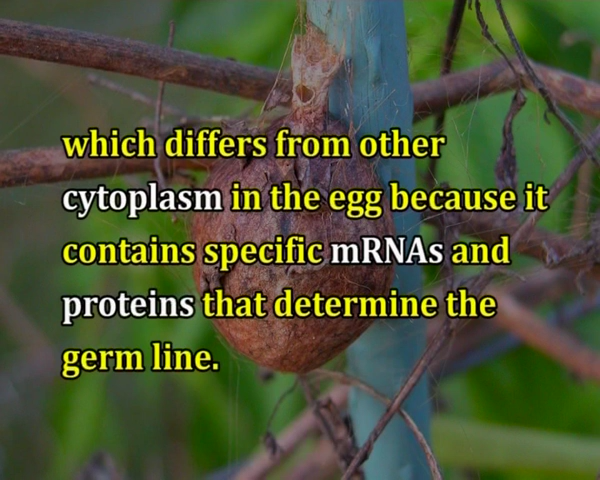 which differs from other
cytoplasm in the egg because it
contains specific mRNAs and
proteins that determine the
germ line.